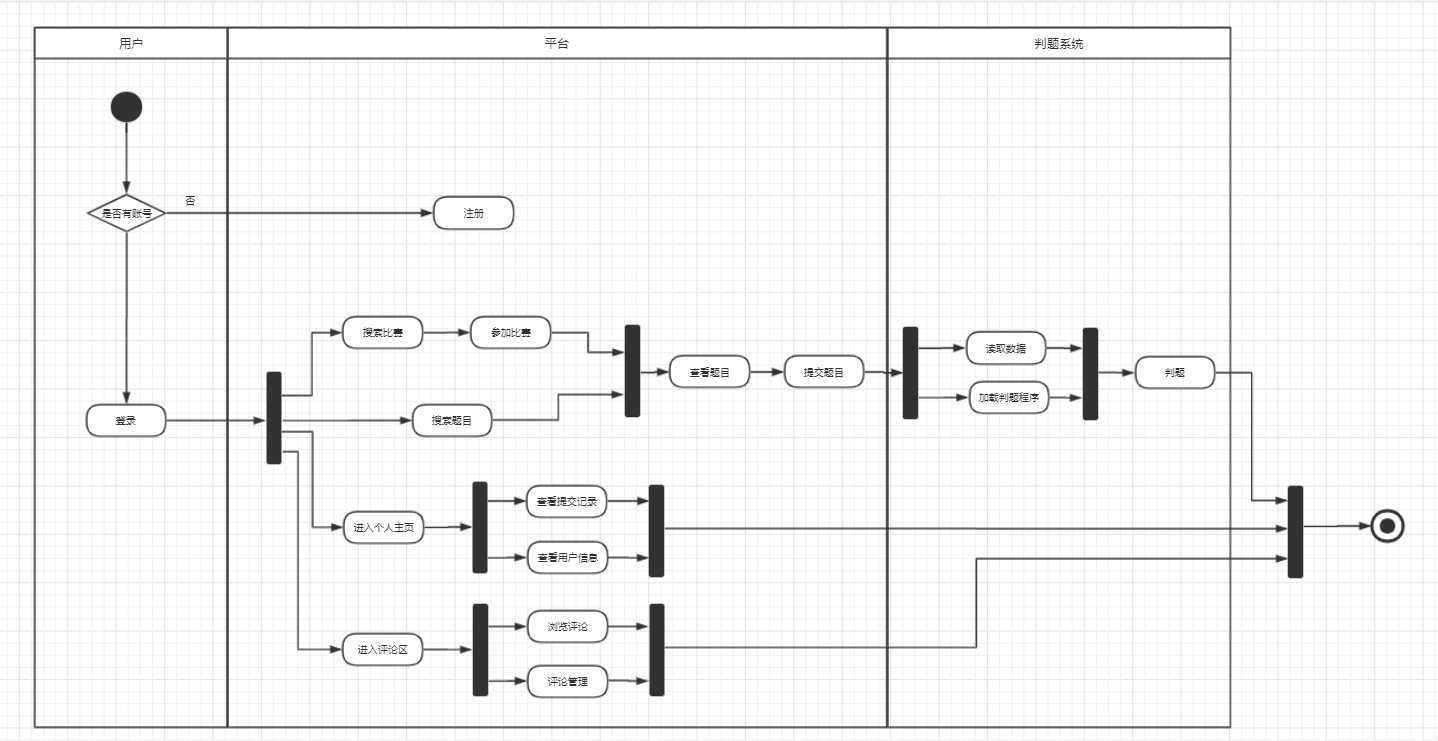 用户
平台
判题系统
是否有账号
否
注册
搜索比赛
参加比赛
查看题目
提交题目
读取数据
加载判题程序
判题
登录
搜索题目
进入个人主页
查看提交记录
查看用户信息
进入评论区
浏览评论
评论管理